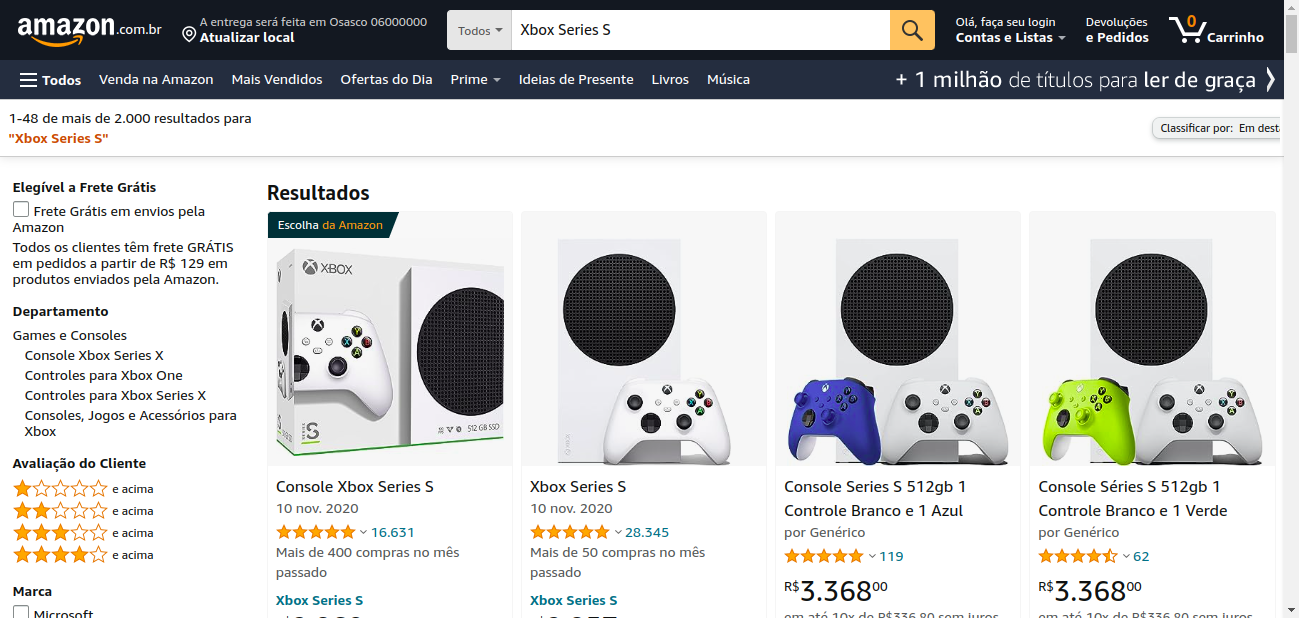 amazon.com.br
A entrega será feita em Osasco 06000000
Atualizar local
Todos
Xbox Series S
Olá, faça seu login
Contas e Listas
Devoluções
e Pedidos
0
Carrinho
Todos
Venda na Amazon
Mais Vendidos
Ofertas do Dia
Prime
Ideias de Presente
Livros
Música
+ 1 milhão de títulos para ler de graça
1-48 de mais de 2.000 resultados para
"Xbox Series S"
Classificar por: Em dest
Elegível a Frete Grátis
Frete Grátis em envios pela
Amazon
Todos os clientes têm frete GRÁTIS
em pedidos a partir de R$ 129 em
produtos enviados pela Amazon.
Departamento
Games e Consoles
Console Xbox Series X
Controles para Xbox One
Controles para Xbox Series X
Consoles, Jogos e Acessórios para
Xbox
Avaliação do Cliente
e acima
e acima
e acima
e acima
Marca
Microsoft
Resultados
Escolha da Amazon
XBOX
SERIES S
512 GB SSD
Console Xbox Series S
10 nov. 2020
16.631
Mais de 400 compras no mês
passado
Xbox Series S
Xbox Series S
10 nov. 2020
28.345
Mais de 50 compras no mês
passado
Xbox Series S
Console Series S 512gb 1
Controle Branco e 1 Azul
por Genérico
119
R$3.36800
em até 10x de R$336,80 sem juros
Console Séries S 512gb 1
Controle Branco e 1 Verde
por Genérico
62
R$3.36800
em até 10x de R$336,80 sem juros